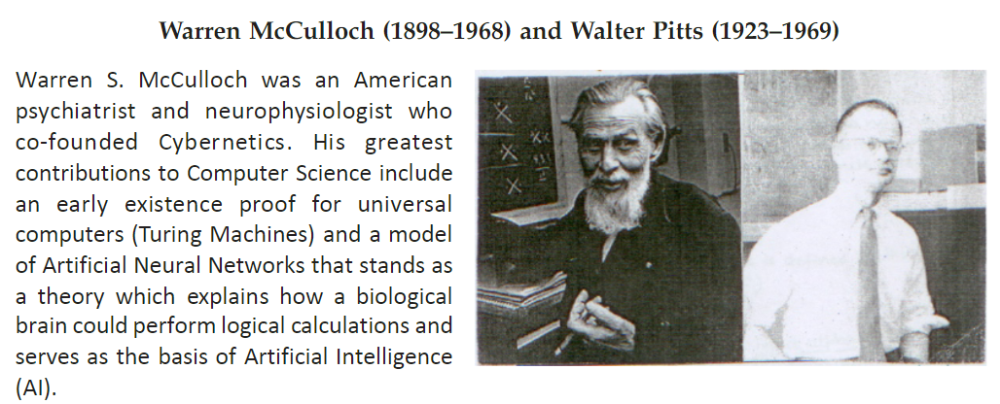 Warren McCulloch (1898–1968) and Walter Pitts (1923–1969)
Warren S. McCulloch was an American
psychiatrist and neurophysiologist who
co-founded Cybernetics. His greatest
contributions to Computer Science include
an early existence proof for universal
computers (Turing Machines) and a model
of Artificial Neural Networks that stands as
a theory which explains how a biological
brain could perform logical calculations and
serves as the basis of Artificial Intelligence
(AI).